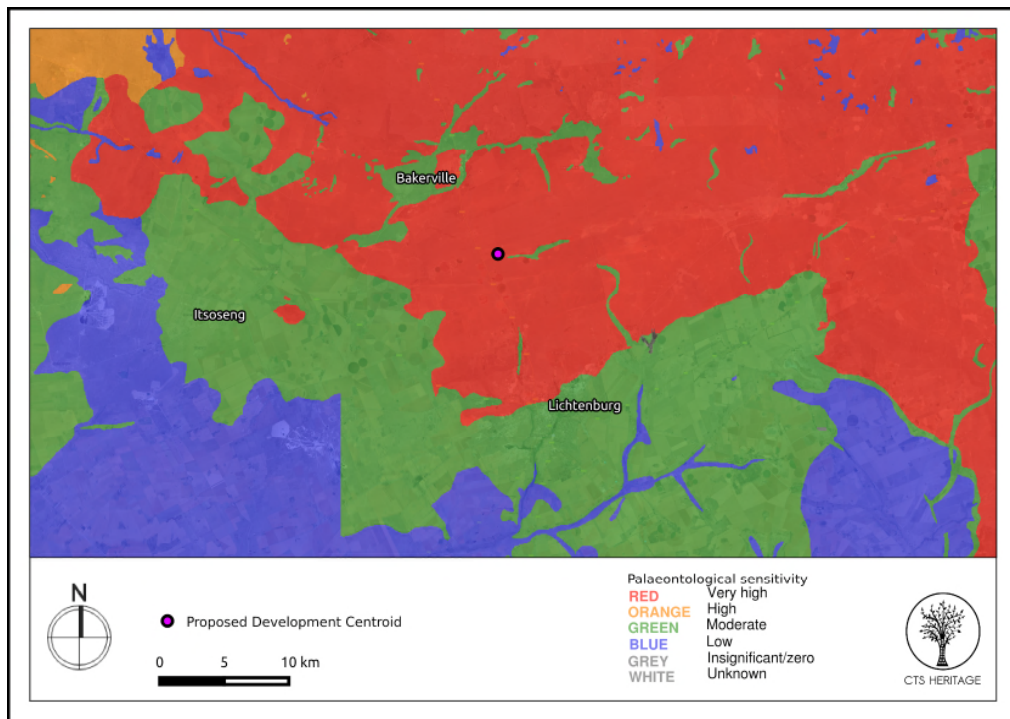 Bakerville
Itsoseng
Lichtenburg
N
Proposed Development Centroid
0 5 10 km
Palaeontological sensitivity
RED Very high
ORANGE High
GREEN Moderate
BLUE Low
GREY Insignificant/zero
WHITE Unknown
CTS HERITAGE